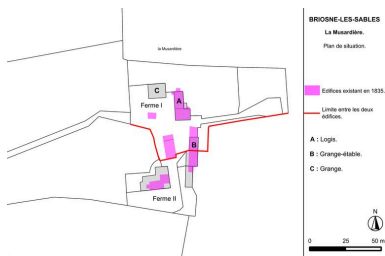 BRIOSNE-LES-SABLES
La Musardière.
Plan de situation.
la Musardière
C
A
Ferme I
B
Ferme II
Edifices existant en 1835.
Limite entre les deux
édifices.
A : Logis.
B : Grange-étable.
C : Grange.
N
0 25 50 m